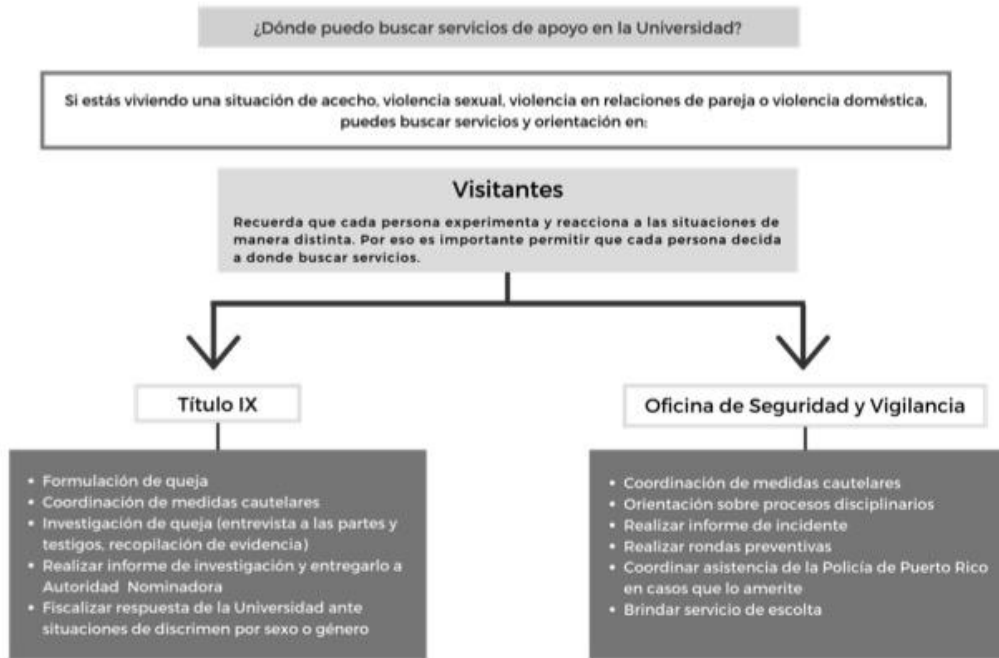 ¿Dónde puedo buscar servicios de apoyo en la Universidad?
Si estás viviendo una situación de acecho, violencia sexual, violencia en relaciones de pareja o violencia doméstica,
puedes buscar servicios y orientación en:
Visitantes
Recuerda que cada persona experimenta y reacciona a las situaciones de
manera distinta. Por eso es importante permitir que cada persona decida
a donde buscar servicios.
Título IX
• Formulación de queja
• Coordinación de medidas cautelares
• Investigación de queja (entrevista a las partes y
testigos, recopilación de evidencia)
• Realizar informe de investigación y entregarlo a
Autoridad Nominadora
• Fiscalizar respuesta de la Universidad ante
situaciones de discrimen por sexo o género
Oficina de Seguridad y Vigilancia
• Coordinación de medidas cautelares
• Orientación sobre procesos disciplinarios
• Realizar informe de incidente
• Realizar rondas preventivas
• Coordinar asistencia de la Policía de Puerto Rico
en casos que lo amerite
• Brindar servicio de escolta